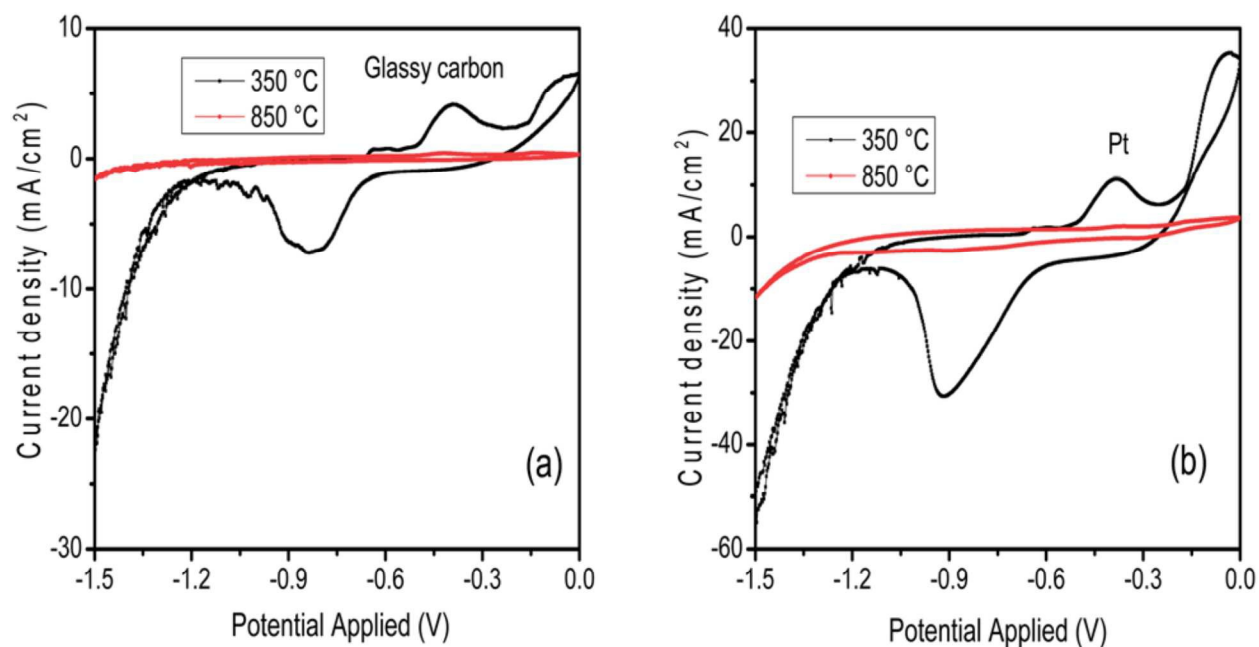 10
0
-10
-20
-30
Current density (mA/cm²)
350 °C
850 °C
Glassy carbon
(a)
-1.5 -1.2 -0.9 -0.6 -0.3 0.0
Potential Applied (V)
40
20
0
-20
-40
-60
Current density (mA/cm²)
350 °C
850 °C
Pt
(b)
-1.5 -1.2 -0.9 -0.6 -0.3 0.0
Potential Applied (V)